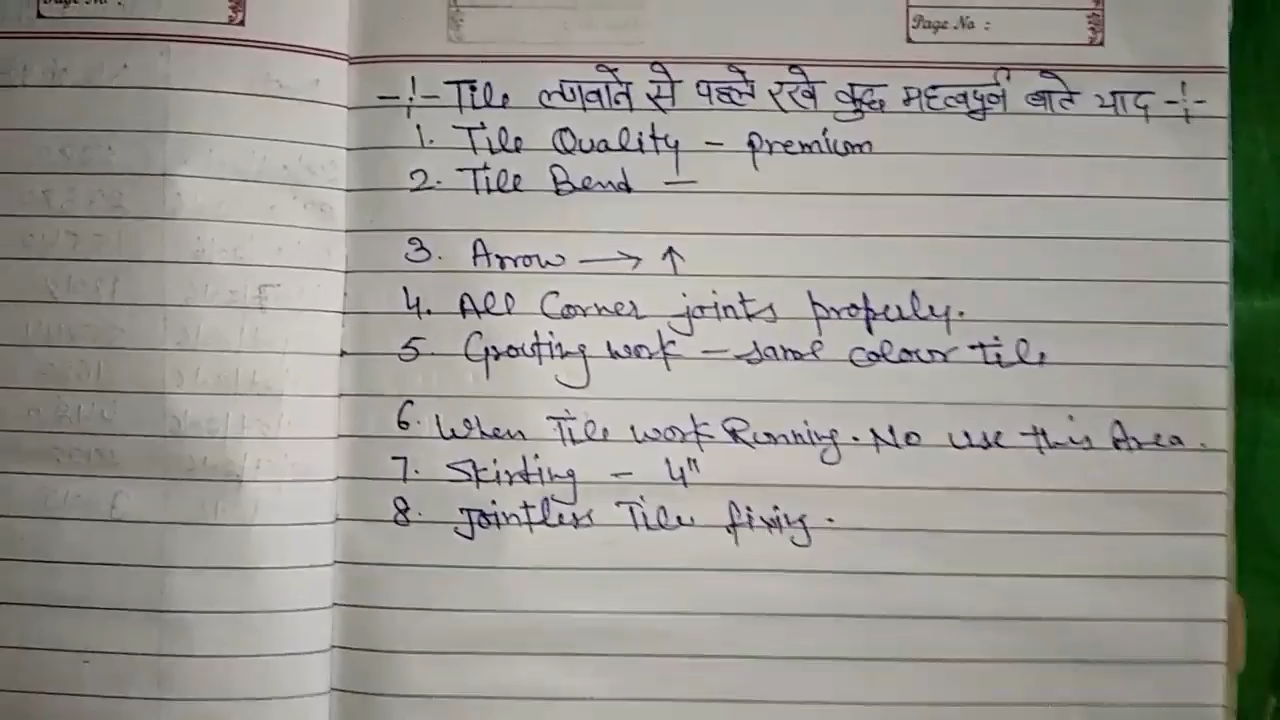 Page No :
Page No :
-:- Tile लगवाने से पहले रखे कुछ महत्वपूर्ण बाते याद -:-
1. Tile Quality - premium
2. Tile Bend -
3. Arrow → ↑
4. All Corner joints properly.
5. Grouting work - same colour tile
6. When Tile work Running. No use this Area.
7. Skirting - 4"
8. Jointless Tile fixing.